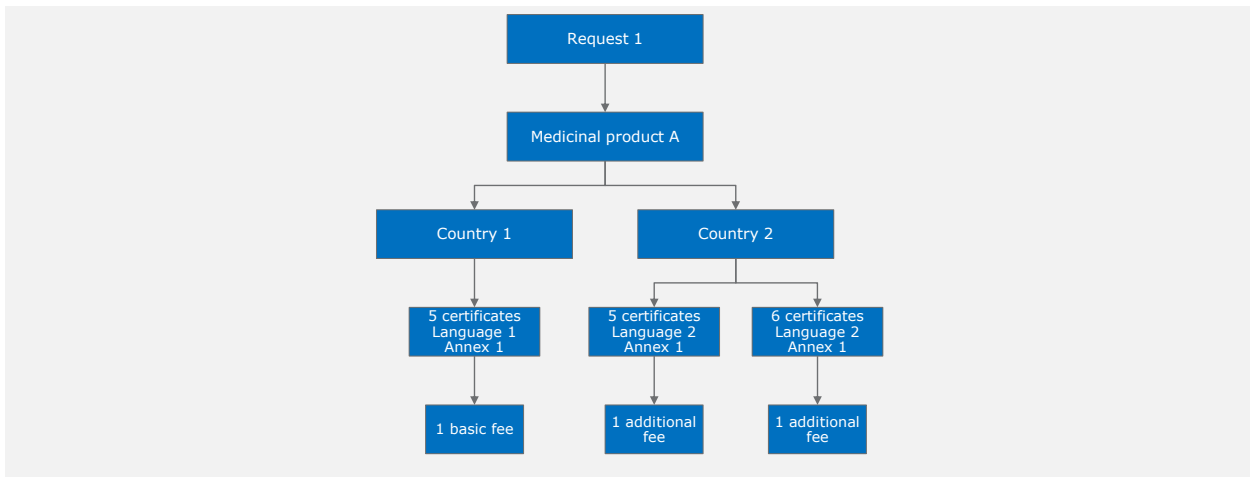 Request 1
Medicinal product A
Country 1
Country 2
5 certificates
Language 1
Annex 1
5 certificates
Language 2
Annex 1
6 certificates
Language 2
Annex 1
1 basic fee
1 additional
fee
1 additional
fee